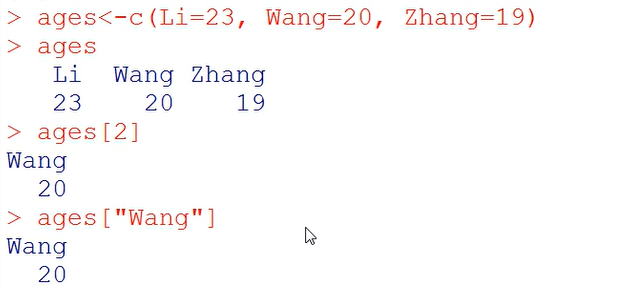 > ages<-c(Li=23, Wang=20, Zhang=19)
> ages
   Li  Wang Zhang
   23    20    19
> ages[2]
Wang
  20
> ages["Wang"]
Wang
  20